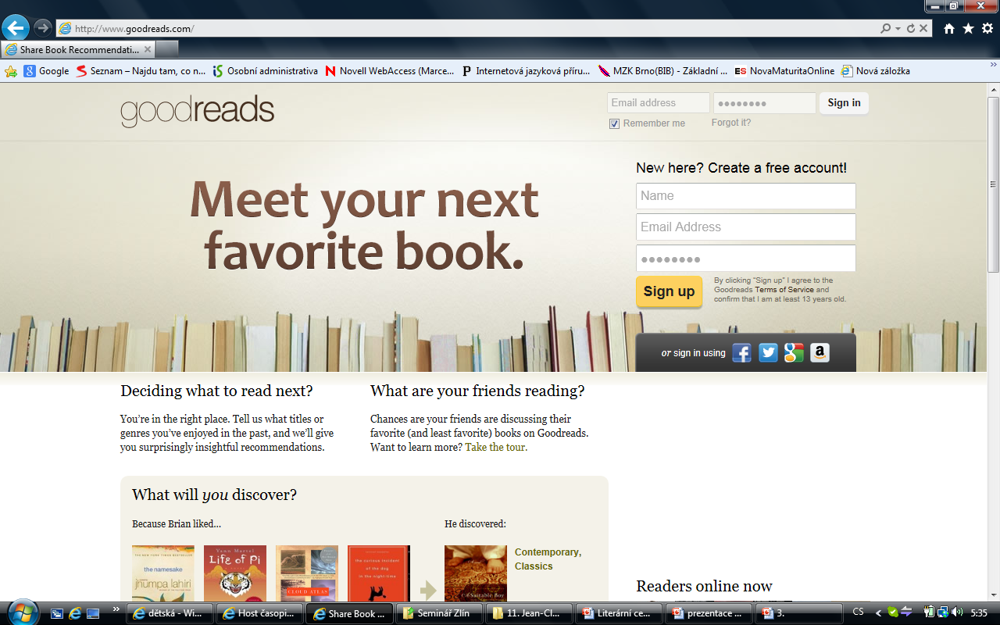 http://www.goodreads.com/
Share Book Recommendati...
Google
Seznam – Najdu tam, co n...
Osobní administrativa
Novell WebAccess (Marce...
Internetová jazyková příru...
MZK Brno(BIB) - Základní ...
NovaMaturitaOnline
Nová záložka
goodreads
Email address
Sign in
Remember me
Forgot it?
Meet your next
favorite book.
New here? Create a free account!
Name
Email Address
Sign up
By clicking “Sign up” I agree to the
Goodreads Terms of Service and
confirm that I am at least 13 years old.
or sign in using
Deciding what to read next?
You’re in the right place. Tell us what titles or
genres you’ve enjoyed in the past, and we’ll give
you surprisingly insightful recommendations.
What are your friends reading?
Chances are your friends are discussing their
favorite (and least favorite) books on Goodreads.
Want to learn more? Take the tour.
What will you discover?
Because Brian liked...
He discovered:
the namesake
jhumpa lahiri
Yann Martel
Life of Pi
CLOUD ATLAS
the curious incident
of the dog
in the night-time
A Suitable Boy
Contemporary,
Classics
Readers online now
dětská - Wi...
Host časopi...
Share Book ...
Seminář Zlín
11. Jean-Cl...
Literární ce...
prezentace ...
3.
CS
5:35